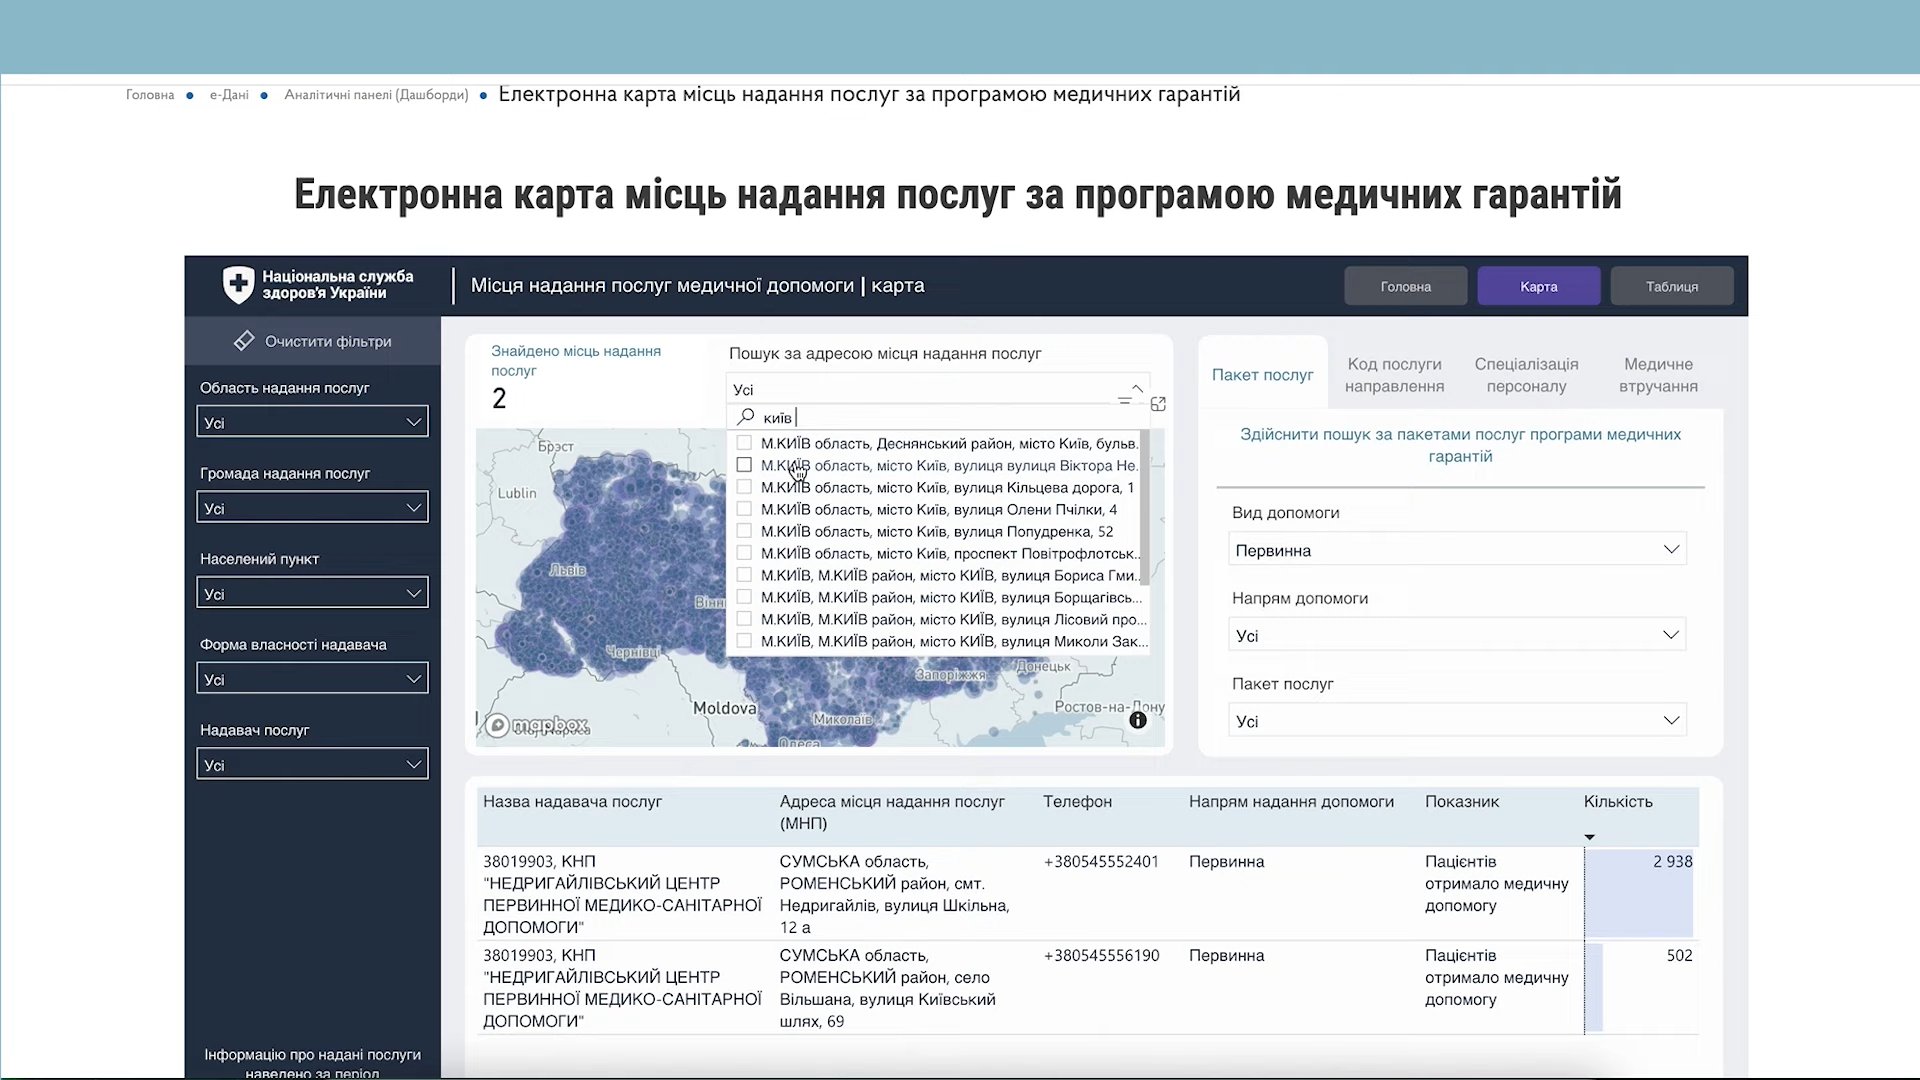 Головна • е-Дані • Аналітичні панелі (Дашборди) • Електронна карта місць надання послуг за програмою медичних гарантій
Електронна карта місць надання послуг за програмою медичних гарантій
Національна служба
здоров'я України
Місця надання послуг медичної допомоги | карта
Головна
Карта
Таблиця
Очистити фільтри
Область надання послуг
Усі
Громада надання послуг
Усі
Населений пункт
Усі
Форма власності надавача
Усі
Надавач послуг
Усі
Інформацію про надані послуги
наведено за період
Знайдено місць надання
послуг
2
Пошук за адресою місця надання послуг
Усі
київ
М.КИЇВ область, Деснянський район, місто Київ, бульв.
М.КИЇВ область, місто Київ, вулиця вулиця Віктора Не.
М.КИЇВ область, місто Київ, вулиця Кільцева дорога, 1
М.КИЇВ область, місто Київ, вулиця Олени Пчілки, 4
М.КИЇВ область, місто Київ, вулиця Попудренка, 52
М.КИЇВ область, місто Київ, проспект Повітрофлотськ..
М.КИЇВ, М.КИЇВ район, місто КИЇВ, вулиця Бориса Гми..
М.КИЇВ, М.КИЇВ район, місто КИЇВ, вулиця Борщагівсь...
М.КИЇВ, М.КИЇВ район, місто КИЇВ, вулиця Лісовий про...
М.КИЇВ, М.КИЇВ район, місто КИЇВ, вулиця Миколи Зак...
Брэст
Lublin
Львів
Вінн
Чернівці
Запоріжжя
Донецьк
Moldova
Миколаїв
Ростов-на-Дону
Одеса
mapbox
Пакет послуг
Код послуги
направлення
Спеціалізація
персоналу
Медичне
втручання
Здійснити пошук за пакетами послуг програми медичних
гарантій
Вид допомоги
Первинна
Напрям допомоги
Усі
Пакет послуг
Усі
Назва надавача послуг
Адреса місця надання послуг
(МНП)
Телефон
Напрям надання допомоги
Показник
Кількість
38019903, КНП
"НЕДРИГАЙЛІВСЬКИЙ ЦЕНТР
ПЕРВИННОЇ МЕДИКО-САНІТАРНОЇ
ДОПОМОГИ"
СУМСЬКА область,
РОМЕНСЬКИЙ район, смт.
Недригайлів, вулиця Шкільна,
12 а
+380545552401
Первинна
Пацієнтів
отримало медичну
допомогу
2 938
38019903, КНП
"НЕДРИГАЙЛІВСЬКИЙ ЦЕНТР
ПЕРВИННОЇ МЕДИКО-САНІТАРНОЇ
ДОПОМОГИ"
СУМСЬКА область,
РОМЕНСЬКИЙ район, село
Вільшана, вулиця Київський
шлях, 69
+380545556190
Первинна
Пацієнтів
отримало медичну
допомогу
502